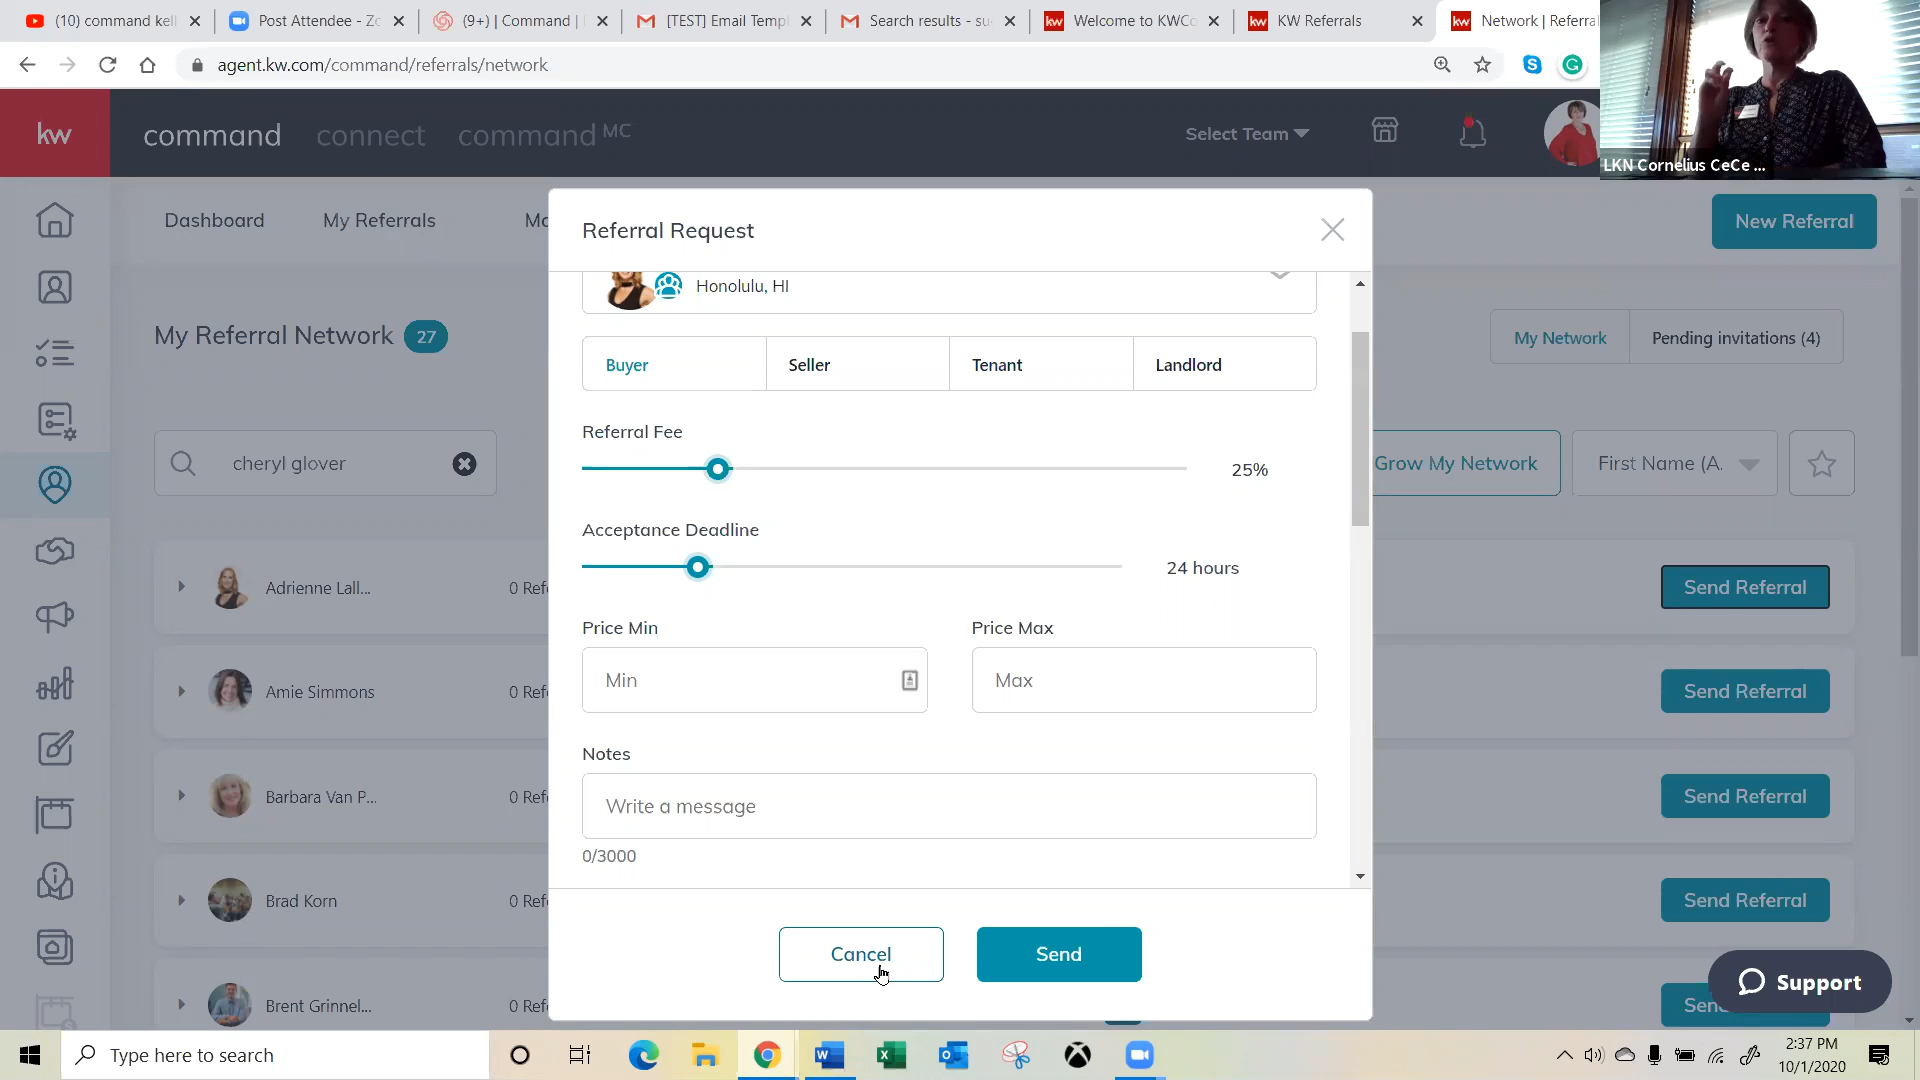 (10) command kell
Post Attendee - Zo
(9+) | Command |
[TEST] Email Templ
Search results - su
kw Welcome to KWCo
kw KW Referrals
kw Network | Referra
agent.kw.com/command/referrals/network
kw
command
connect
command MC
Select Team
LKN Cornelius CeCe ...
Dashboard
My Referrals
New Referral
Referral Request
Honolulu, HI
My Referral Network 27
My Network
Pending invitations (4)
Buyer
Seller
Tenant
Landlord
Referral Fee
25%
cheryl glover
Grow My Network
First Name (A.
Acceptance Deadline
24 hours
Adrienne Lall...
0 Ref
Send Referral
Price Min
Price Max
Min
Max
Amie Simmons
0 Ref
Send Referral
Notes
Write a message
0/3000
Barbara Van P...
0 Ref
Send Referral
Brad Korn
0 Ref
Send Referral
Cancel
Send
Brent Grinnel...
0 Ref
Sen
Support
Type here to search
2:37 PM
10/1/2020